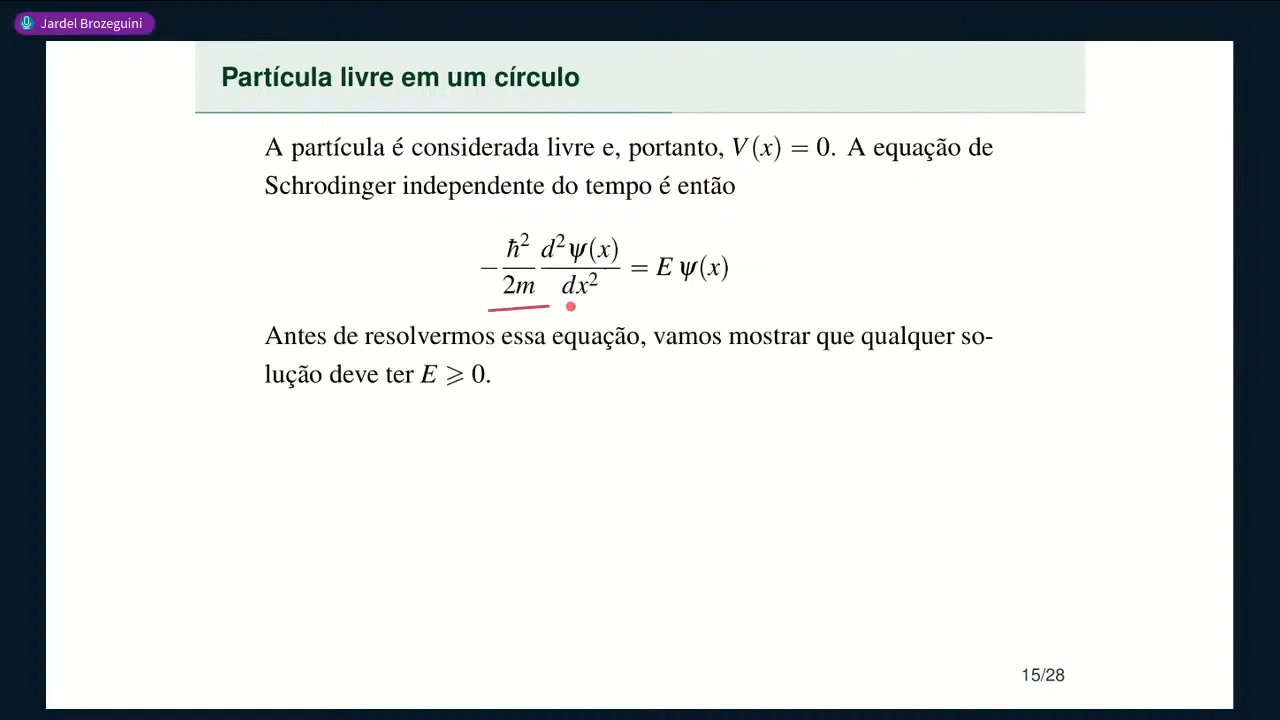 Jardel Brozeguini
Partícula livre em um círculo
A partícula é considerada livre e, portanto, V(x) = 0. A equação de
Schrodinger independente do tempo é então
−ħ²/2m d²ψ(x)/dx² = E ψ(x)
Antes de resolvermos essa equação, vamos mostrar que qualquer so-
lução deve ter E ⩾ 0.
15/28